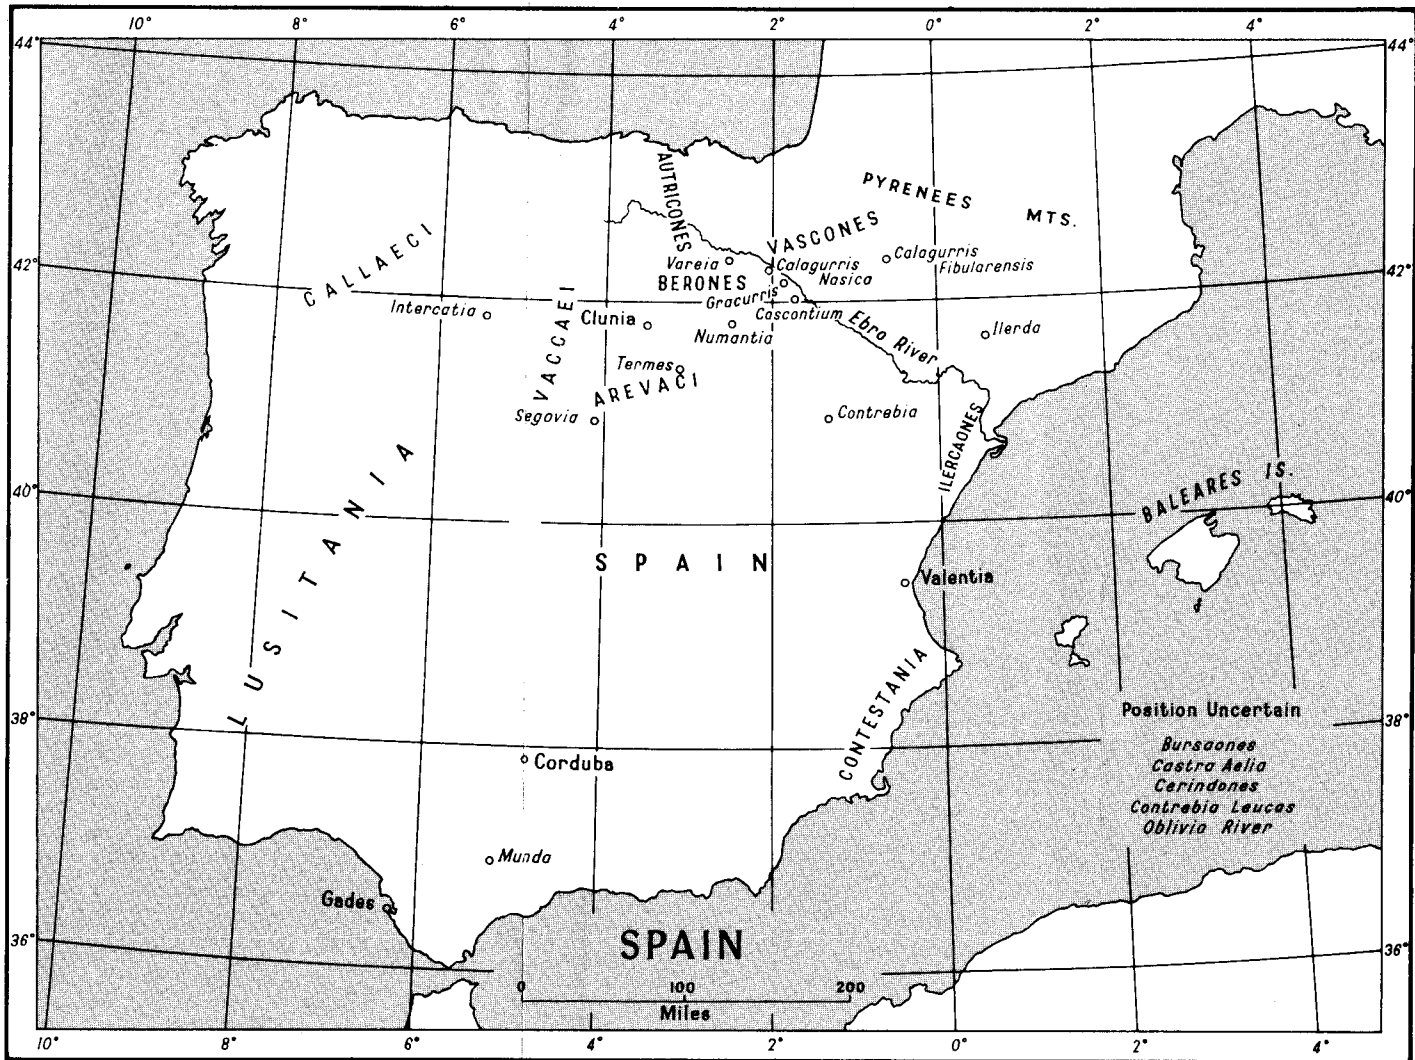 10° 8° 6° 4° 2° 0° 2° 4°
44° 44°
AUTRICONES
PYRENEES MTS.
CALLAECI
VASCONES
42° 42°
Vareia
Calagurris
Calagurris
Fibularensis
BERONES
Nasica
Gracurris
Intercatia
VACCAEI
Clunia
Cascontium
Numantia
Ebro River
Ilerda
Termes
AREVACI
Segovia
Contrebia
ILERCAONES
LUSITANIA
40° 40°
BALEARES IS.
SPAIN
Valentia
CONTESTANIA
38° 38°
Position Uncertain
Bursaones
Castra Aelia
Cerindones
Contrebia Leucas
Oblivia River
Corduba
Munda
Gades
36° 36°
SPAIN
0 100 200
Miles
10° 8° 6° 4° 2° 0° 2° 4°